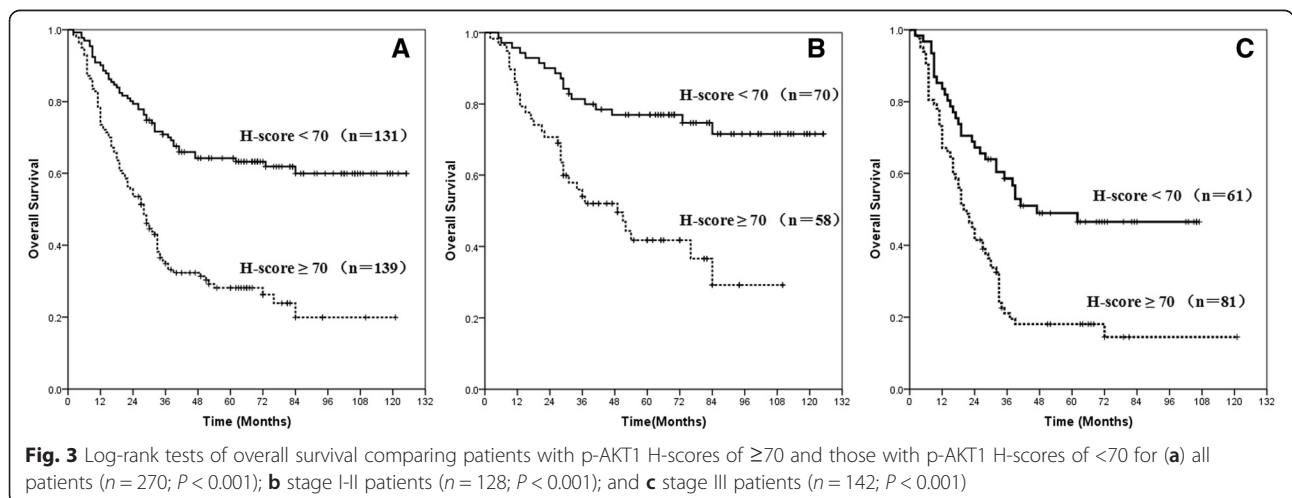 A
1.0
0.8
0.6
0.4
0.2
0.0
Overall Survival
H-score < 70 (n=131)
H-score ≥ 70 (n=139)
0 12 24 36 48 60 72 84 96 108 120 132
Time (Months)
B
1.0
0.8
0.6
0.4
0.2
0.0
Overall Survival
H-score < 70 (n=70)
H-score ≥ 70 (n=58)
0 12 24 36 48 60 72 84 96 108 120 132
Time(Months)
C
1.0
0.8
0.6
0.4
0.2
0.0
Overall Survival
H-score < 70 (n=61)
H-score ≥ 70 (n=81)
0 12 24 36 48 60 72 84 96 108 120 132
Time (Months)
Fig. 3 Log-rank tests of overall survival comparing patients with p-AKT1 H-scores of ≥70 and those with p-AKT1 H-scores of <70 for (a) all
patients (n = 270; P < 0.001); b stage I-II patients (n = 128; P < 0.001); and c stage III patients (n = 142; P < 0.001)